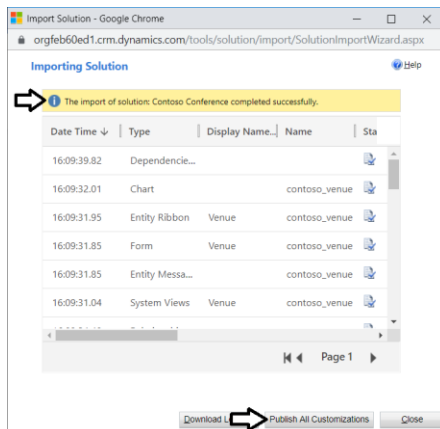 Import Solution - Google Chrome
orgfeb60ed1.crm.dynamics.com/tools/solution/import/SolutionImportWizard.aspx
Importing Solution
Help
The import of solution: Contoso Conference completed successfully.
Date Time Type Display Name... Name Sta
16:09:39.82 Dependencie...
16:09:32.01 Chart contoso_venue
16:09:31.95 Entity Ribbon Venue contoso_venue
16:09:31.85 Form Venue contoso_venue
16:09:31.85 Entity Messa...
16:09:31.04 System Views Venue contoso_venue
Page 1
Download L Publish All Customizations Close